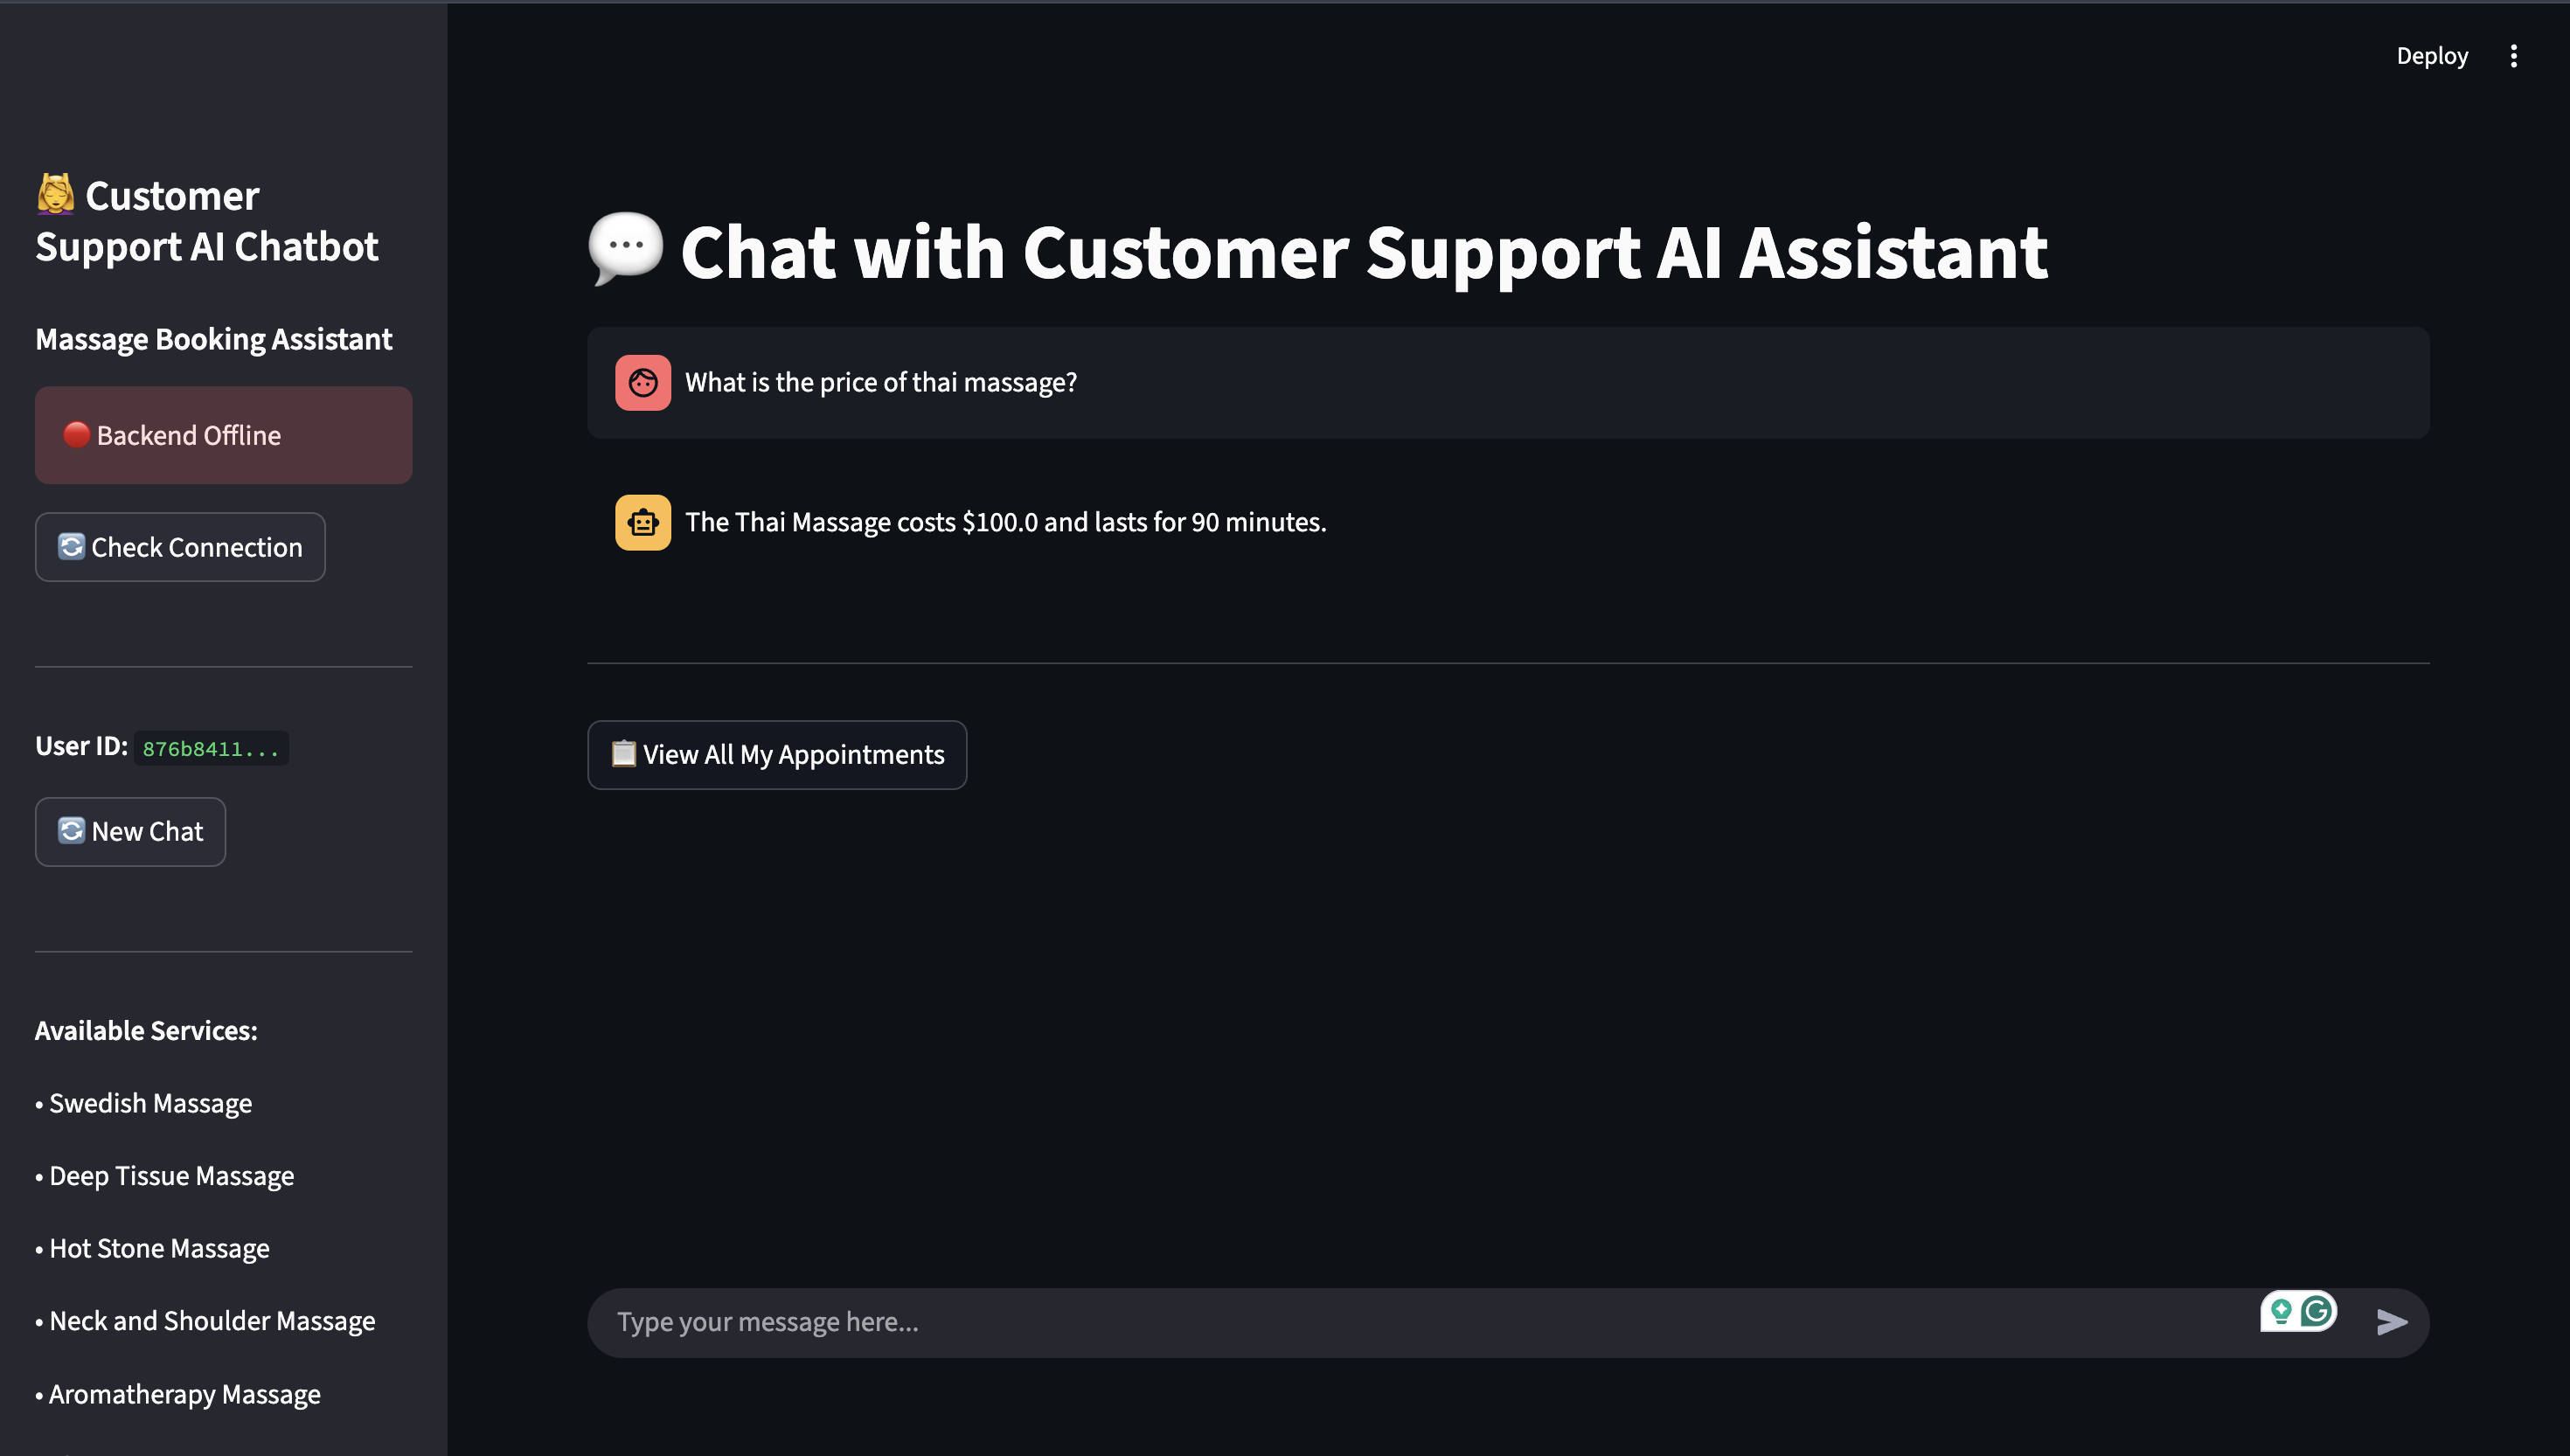 Deploy
Customer
Support AI Chatbot
Massage Booking Assistant
Backend Offline
Check Connection
User ID: 876b8411...
New Chat
Available Services:
• Swedish Massage
• Deep Tissue Massage
• Hot Stone Massage
• Neck and Shoulder Massage
• Aromatherapy Massage
Chat with Customer Support AI Assistant
What is the price of thai massage?
The Thai Massage costs $100.0 and lasts for 90 minutes.
View All My Appointments
Type your message here...